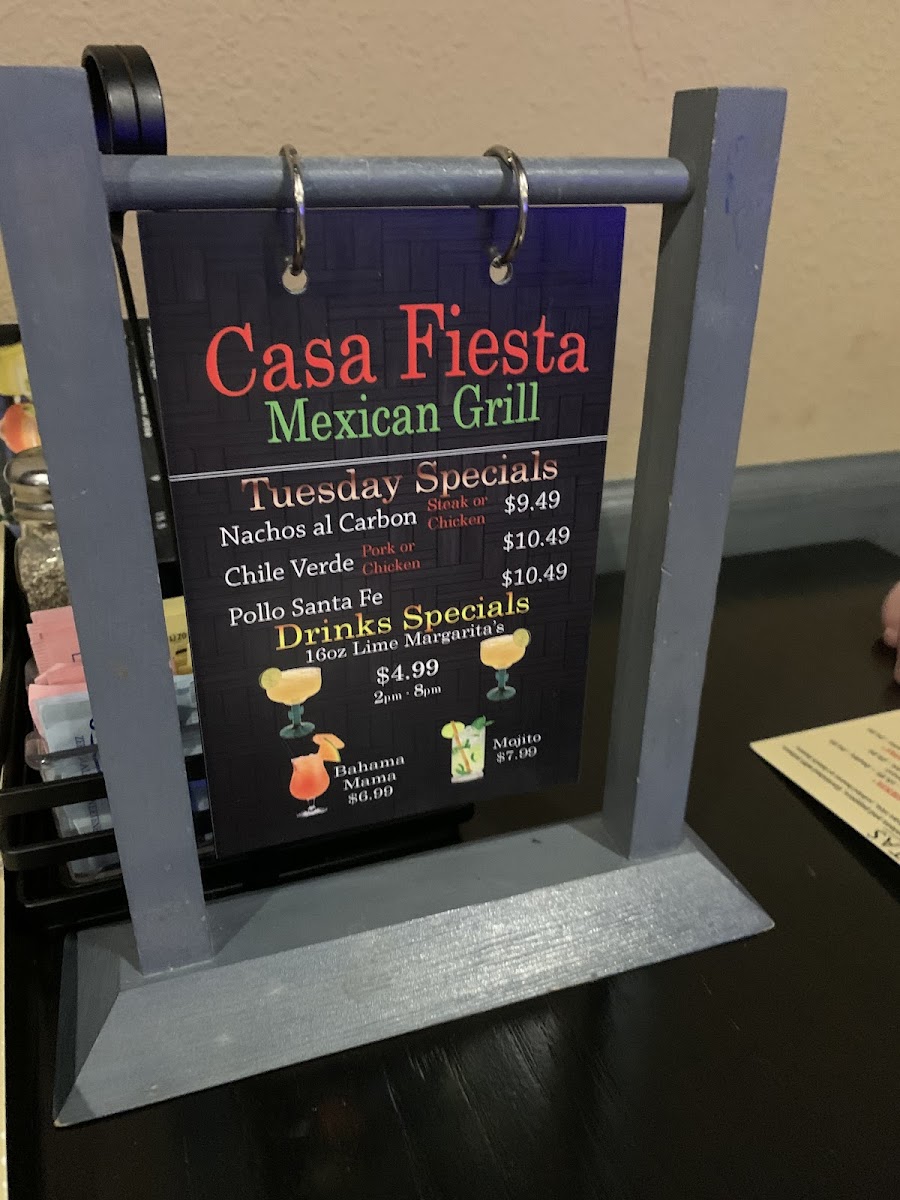 Casa Fiesta
Mexican Grill
Tuesday Specials
Nachos al Carbon Steak or Chicken $9.49
Chile Verde Pork or Chicken $10.49
Pollo Santa Fe $10.49
Drinks Specials
16oz Lime Margarita's
$4.99
2pm - 8pm
Bahama
Mama
$6.99
Mojito
$7.99